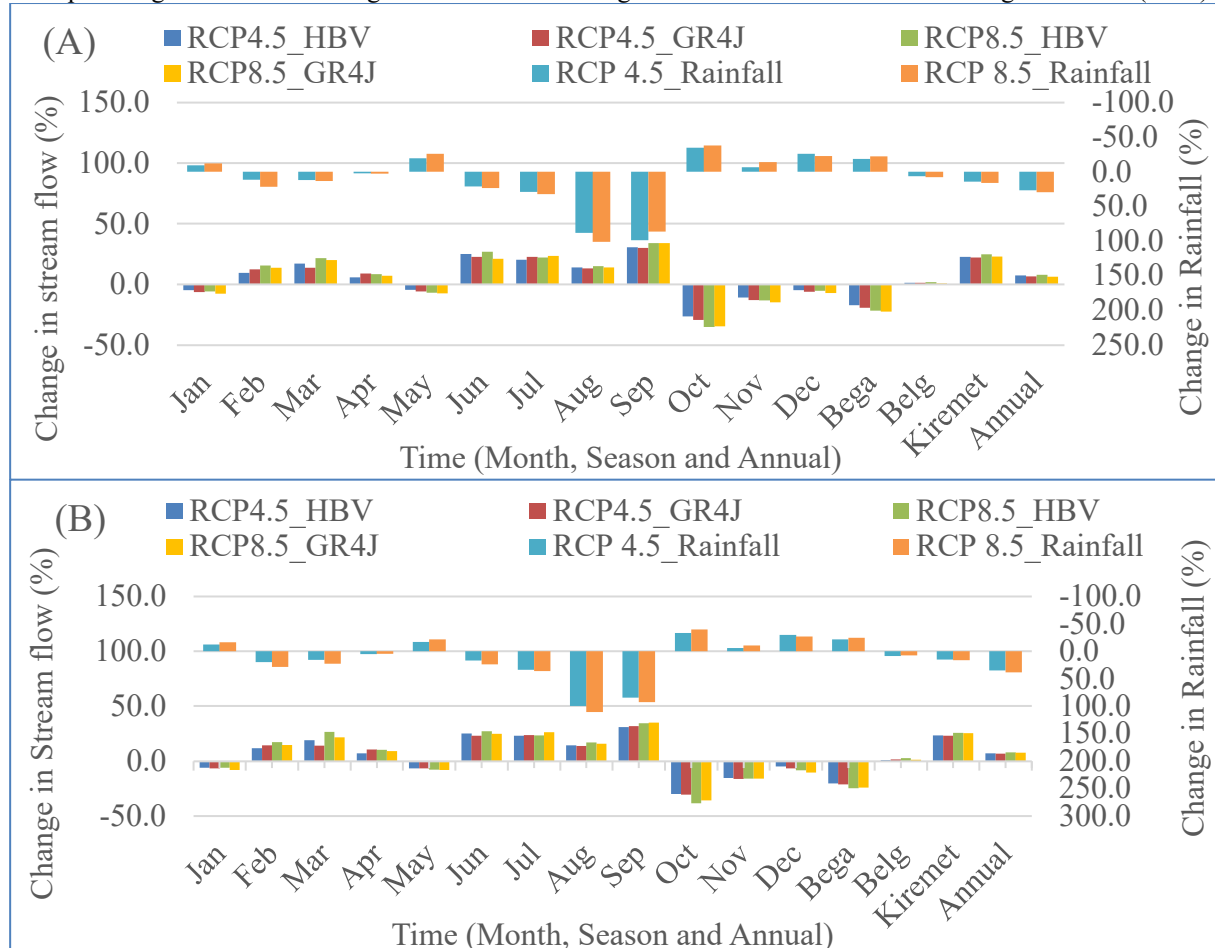 (A)
RCP4.5_HBV RCP4.5_GR4J RCP8.5_HBV
RCP8.5_GR4J RCP 4.5_Rainfall RCP 8.5_Rainfall
Change in stream flow (%)
150.0
100.0
50.0
0.0
-50.0
-100.0
-50.0
0.0
50.0
100.0
150.0
200.0
250.0
Change in Rainfall (%)
Jan Feb Mar Apr May Jun Jul Aug Sep Oct Nov Dec Bega Belg Kiremet Annual
Time (Month, Season and Annual)
(B)
RCP4.5_HBV RCP4.5_GR4J RCP8.5_HBV
RCP8.5_GR4J RCP 4.5_Rainfall RCP 8.5_Rainfall
Change in Stream flow (%)
150.0
100.0
50.0
0.0
-50.0
-100.0
-50.0
0.0
50.0
100.0
150.0
200.0
250.0
300.0
Change in Rainfall (%)
Jan Feb Mar Apr May Jun Jul Aug Sep Oct Nov Dec Bega Belg Kiremet Annual
Time (Month, Season and Annual)